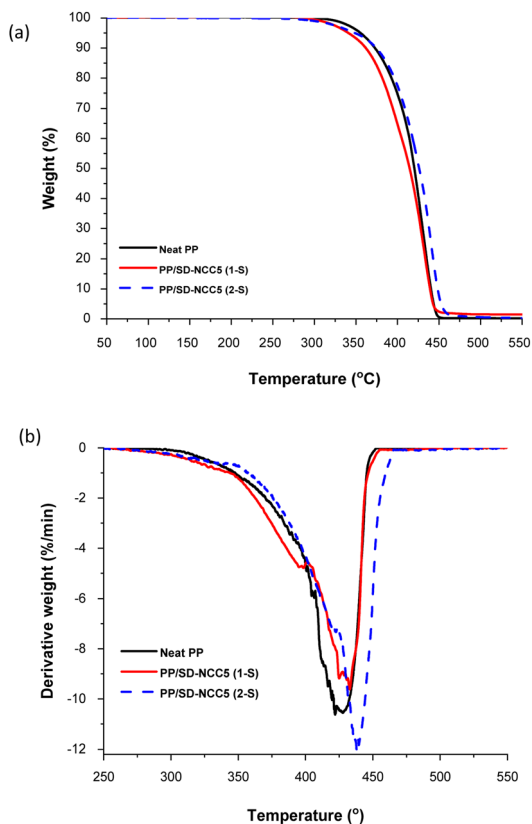 (a)
100
90
80
70
60
50
40
30
20
10
0
Weight (%)
Neat PP
PP/SD-NCC5 (1-S)
PP/SD-NCC5 (2-S)
50 100 150 200 250 300 350 400 450 500 550
Temperature (°C)
(b)
0
-2
-4
-6
-8
-10
-12
Derivative weight (%/min)
Neat PP
PP/SD-NCC5 (1-S)
PP/SD-NCC5 (2-S)
250 300 350 400 450 500 550
Temperature (°)